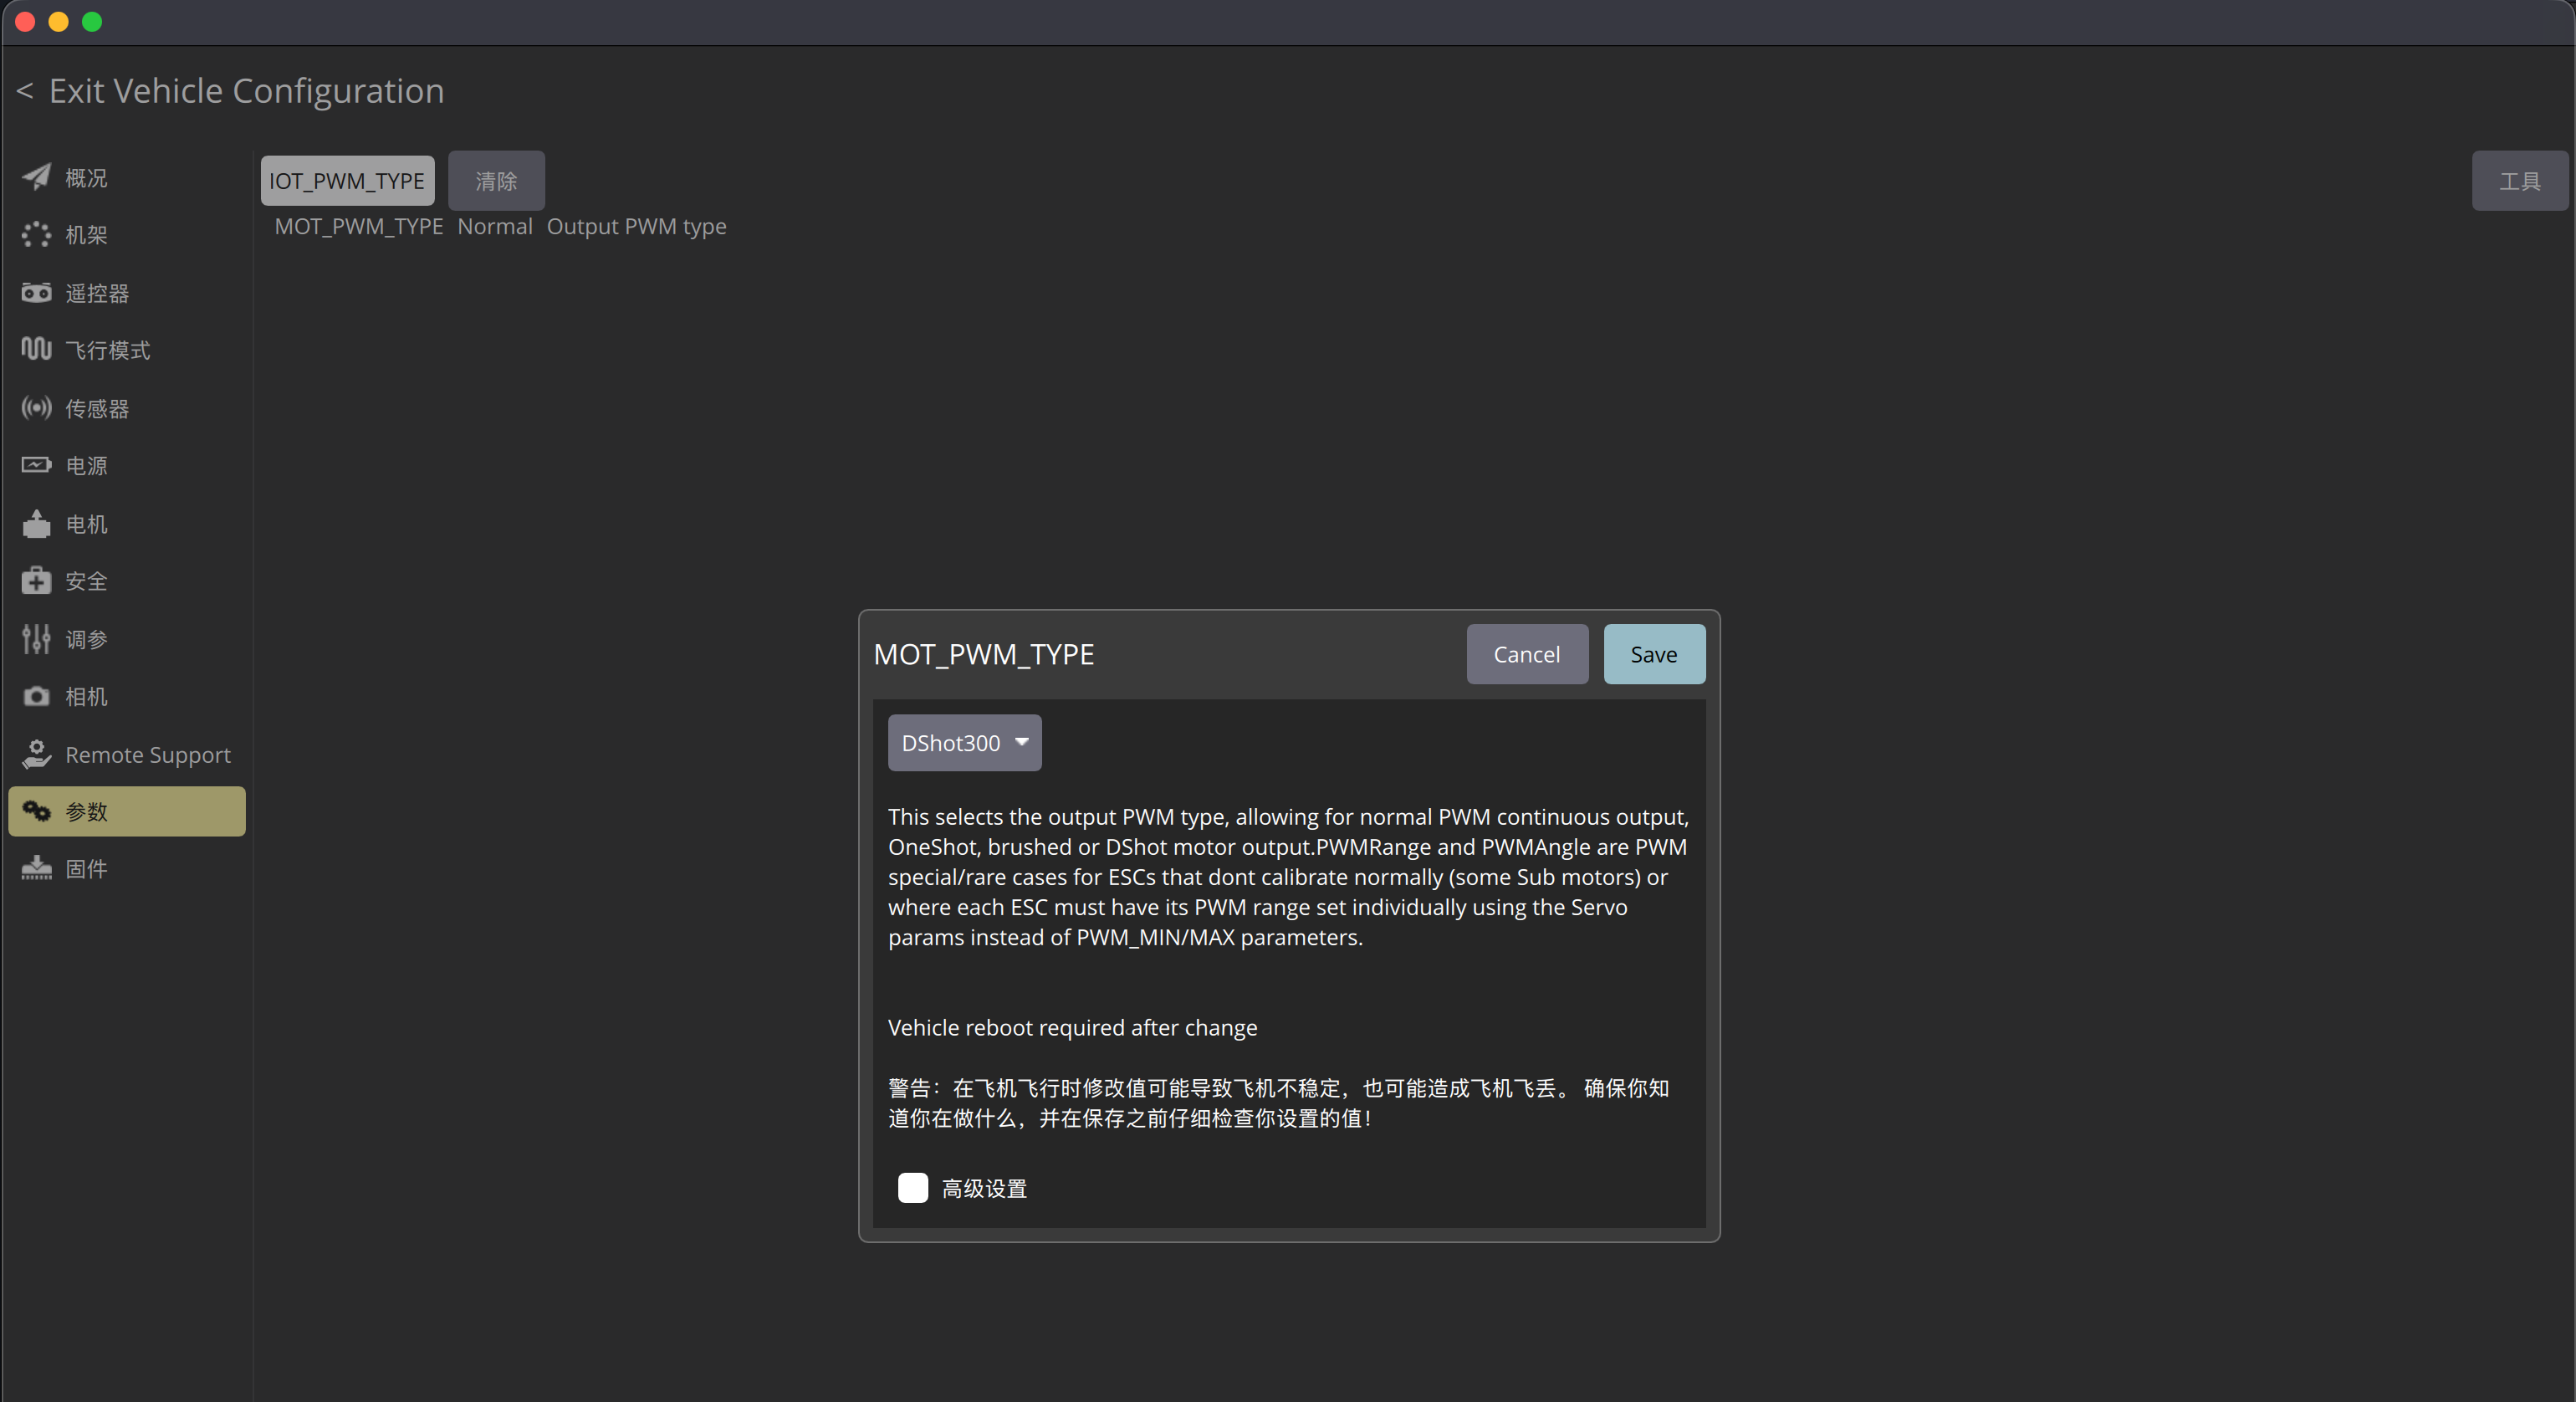 < Exit Vehicle Configuration
概况
机架
遥控器
飞行模式
传感器
电源
电机
安全
调参
相机
Remote Support
参数
固件
IOT_PWM_TYPE
清除
工具
MOT_PWM_TYPE Normal Output PWM type
MOT_PWM_TYPE
Cancel
Save
DShot300
This selects the output PWM type, allowing for normal PWM continuous output,
OneShot, brushed or DShot motor output.PWMRange and PWMAngle are PWM
special/rare cases for ESCs that dont calibrate normally (some Sub motors) or
where each ESC must have its PWM range set individually using the Servo
params instead of PWM_MIN/MAX parameters.
Vehicle reboot required after change
警告：在飞机飞行时修改值可能导致飞机不稳定，也可能造成飞机飞丢。 确保你知
道你在做什么，并在保存之前仔细检查你设置的值！
高级设置